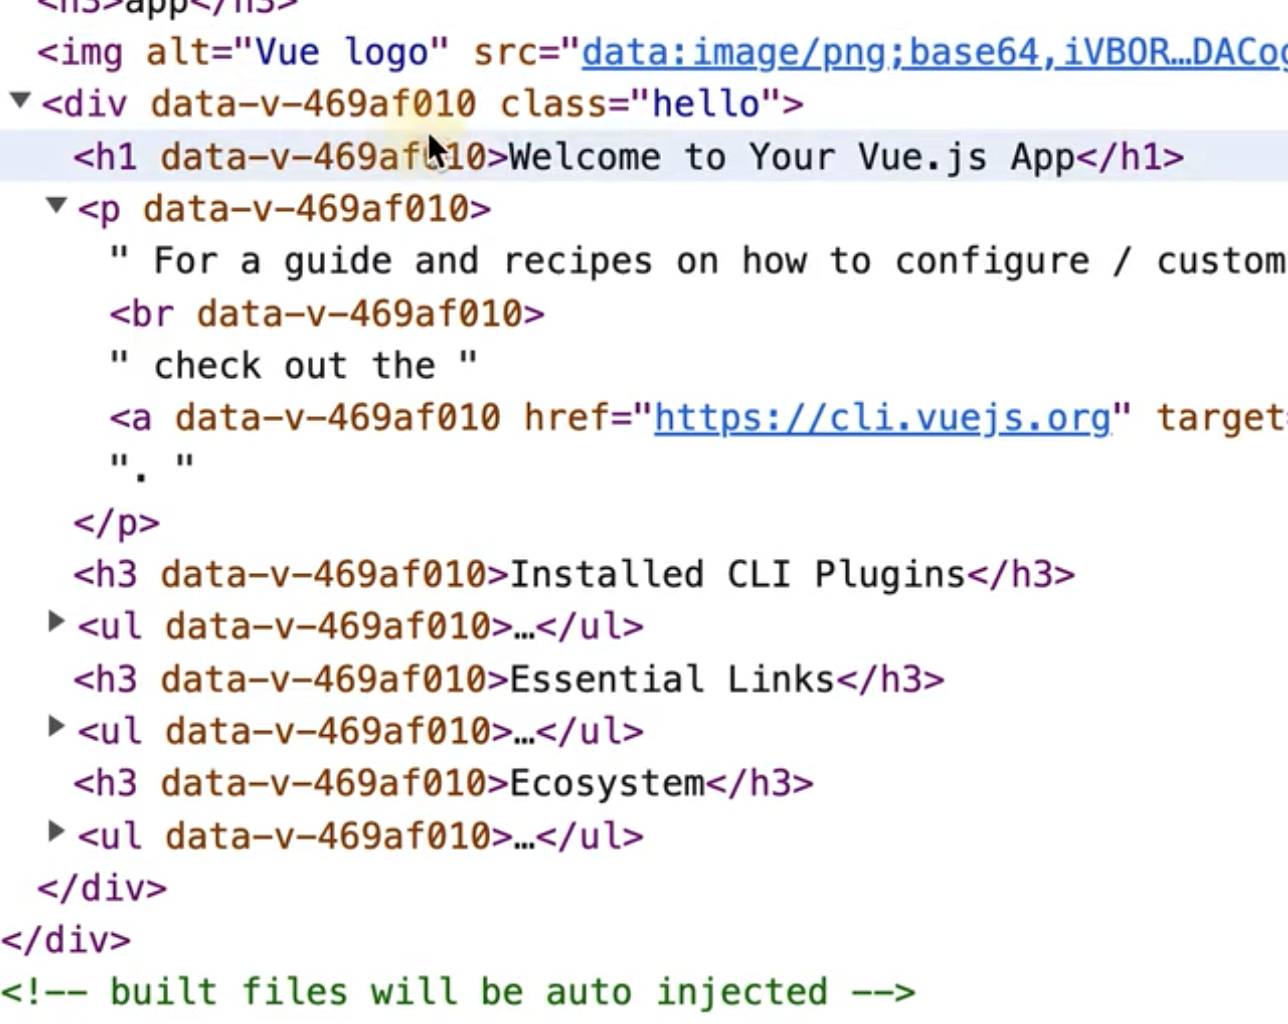 <h3>app</h3>
<img alt="Vue logo" src="data:image/png;base64,iVBOR…DACog
▼<div data-v-469af010 class="hello">
<h1 data-v-469af010>Welcome to Your Vue.js App</h1>
▼<p data-v-469af010>
" For a guide and recipes on how to configure / custom
<br data-v-469af010>
" check out the "
<a data-v-469af010 href="https://cli.vuejs.org" target=
". "
</p>
<h3 data-v-469af010>Installed CLI Plugins</h3>
▶<ul data-v-469af010>…</ul>
<h3 data-v-469af010>Essential Links</h3>
▶<ul data-v-469af010>…</ul>
<h3 data-v-469af010>Ecosystem</h3>
▶<ul data-v-469af010>…</ul>
</div>
</div>
<!-- built files will be auto injected -->